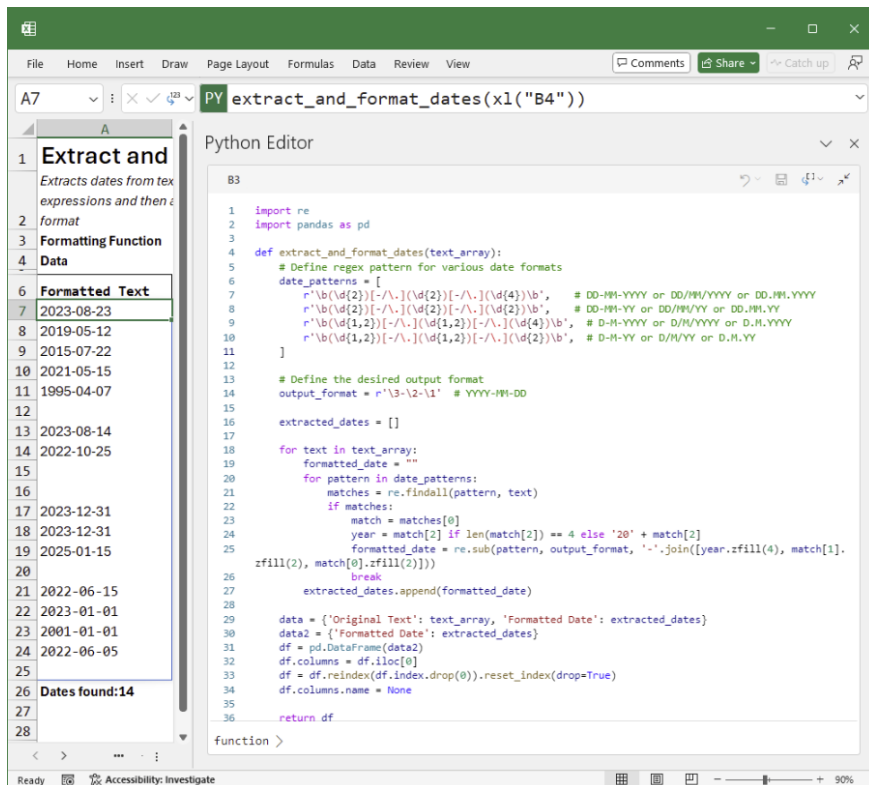 File Home Insert Draw Page Layout Formulas Data Review View Comments Share Catch up
A7 123 PY extract_and_format_dates(xl("B4"))
A
1 Extract and
Extracts dates from tex
expressions and then a
2 format
3 Formatting Function
4 Data
6 Formatted Text
7 2023-08-23
8 2019-05-12
9 2015-07-22
10 2021-05-15
11 1995-04-07
12
13 2023-08-14
14 2022-10-25
15
16
17 2023-12-31
18 2023-12-31
19 2025-01-15
20
21 2022-06-15
22 2023-01-01
23 2001-01-01
24 2022-06-05
25
26 Dates found:14
27
28
Python Editor
B3
1 import re
2 import pandas as pd
3
4 def extract_and_format_dates(text_array):
5     # Define regex pattern for various date formats
6     date_patterns = [
7         r'\b(\d{2})[-/\.](\d{2})[-/\.](\d{4})\b',   # DD-MM-YYYY or DD/MM/YYYY or DD.MM.YYYY
8         r'\b(\d{2})[-/\.](\d{2})[-/\.](\d{2})\b',   # DD-MM-YY or DD/MM/YY or DD.MM.YY
9         r'\b(\d{1,2})[-/\.](\d{1,2})[-/\.](\d{4})\b',  # D-M-YYYY or D/M/YYYY or D.M.YYYY
10         r'\b(\d{1,2})[-/\.](\d{1,2})[-/\.](\d{2})\b',  # D-M-YY or D/M/YY or D.M.YY
11     ]
12
13     # Define the desired output format
14     output_format = r'\3-\2-\1'  # YYYY-MM-DD
15
16     extracted_dates = []
17
18     for text in text_array:
19         formatted_date = ""
20         for pattern in date_patterns:
21             matches = re.findall(pattern, text)
22             if matches:
23                 match = matches[0]
24                 year = match[2] if len(match[2]) == 4 else '20' + match[2]
25                 formatted_date = re.sub(pattern, output_format, '-'.join([year.zfill(4), match[1].
zfill(2), match[0].zfill(2)]))
26                 break
27         extracted_dates.append(formatted_date)
28
29     data = {'Original Text': text_array, 'Formatted Date': extracted_dates}
30     data2 = {'Formatted Date': extracted_dates}
31     df = pd.DataFrame(data2)
32     df.columns = df.iloc[0]
33     df = df.reindex(df.index.drop(0)).reset_index(drop=True)
34     df.columns.name = None
35
36     return df
function >
Ready Accessibility: Investigate 90%